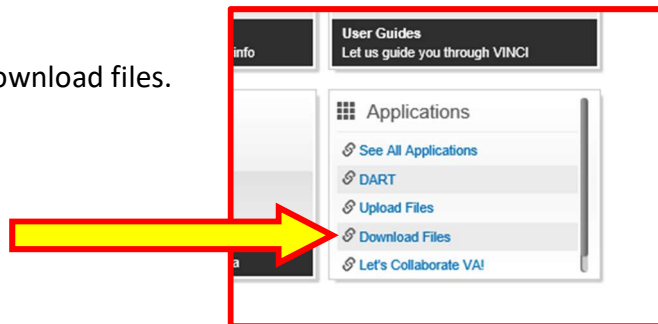 User Guides
info
Let us guide you through VINCI
ownload files.
Applications
See All Applications
DART
Upload Files
Download Files
a
Let's Collaborate VA!